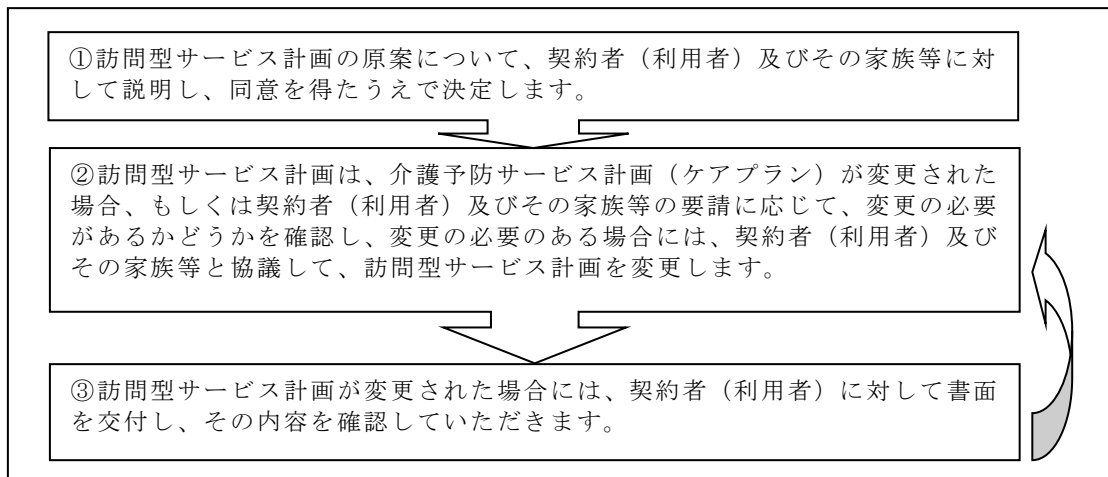 ①訪問型サービス計画の原案について、契約者（利用者）及びその家族等に対
して説明し、同意を得たうえで決定します。
②訪問型サービス計画は、介護予防サービス計画（ケアプラン）が変更された
場合、もしくは契約者（利用者）及びその家族等の要請に応じて、変更の必要
があるかどうかを確認し、変更の必要のある場合には、契約者（利用者）及び
その家族等と協議して、訪問型サービス計画を変更します。
③訪問型サービス計画が変更された場合には、契約者（利用者）に対して書面
を交付し、その内容を確認していただきます。